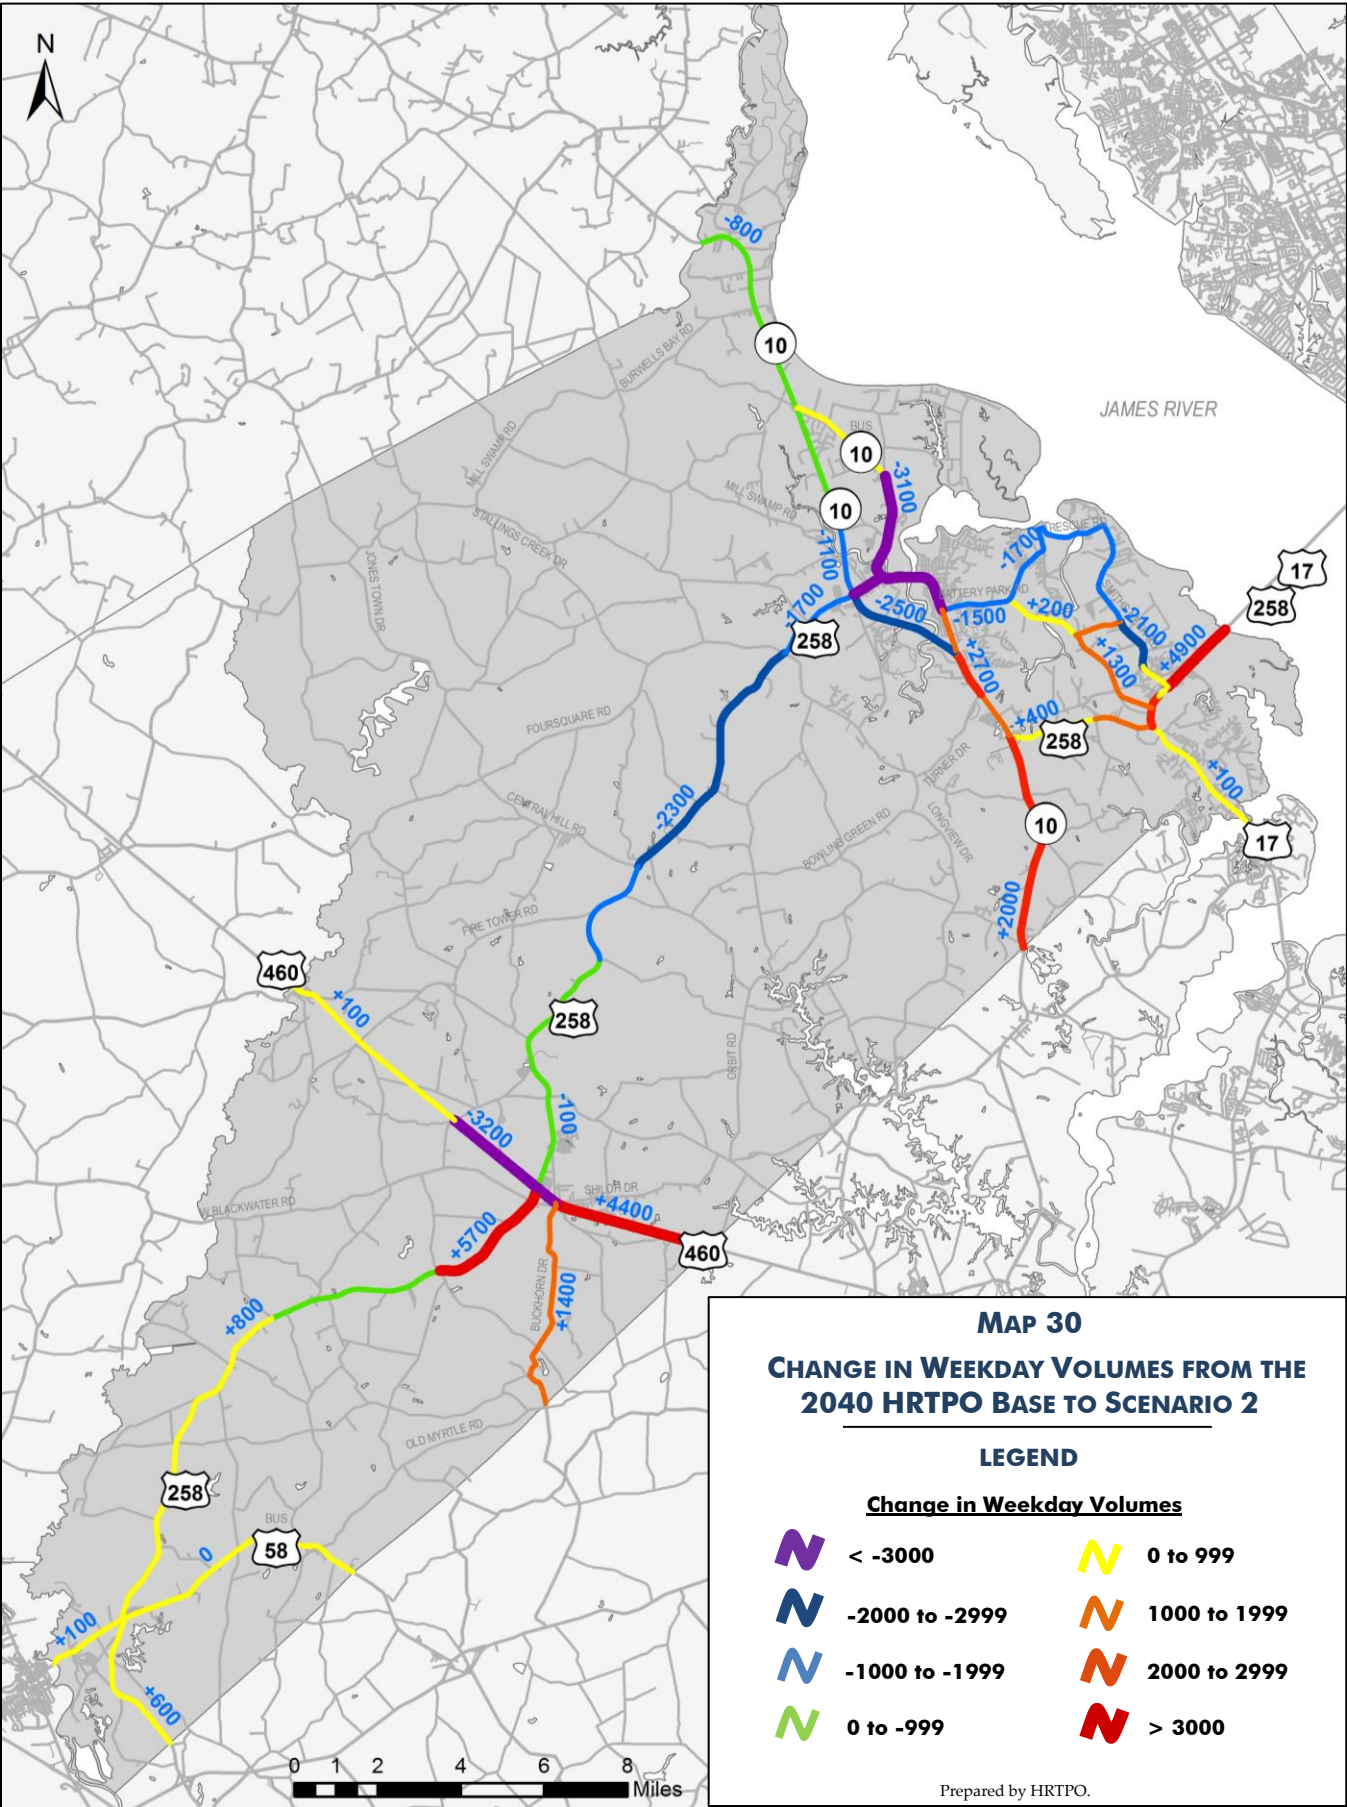 N
-800
10
BURWELLS BAY RD
JAMES RIVER
BUS
10
MILL SWAMP RD
-3100
MILL SWAMP RD
10
STALLINGS CREEK DR
RESCUE RD
-1700
-1100
JONES TOWN DR
17
258
BATTERY PARK RD
-1700
-2500
-1500
+200
-2100
258
+2700
+1300
+4900
FOURSQUARE RD
+400
258
TURNER DR
+100
-2300
CENTRAL HILL RD
BOWLING GREEN RD
LONGVIEW DR
10
17
FIRE TOWER RD
+2000
460
+100
258
ORBIT RD
-100
-3200
SHILOH DR
W BLACKWATER RD
+4400
+5700
460
BUCKHORN DR
+1400
+800
OLD MYRTLE RD
258
BUS
58
0
+100
+600
0 1 2 4 6 8
Miles
MAP 30
CHANGE IN WEEKDAY VOLUMES FROM THE
2040 HRTPO BASE TO SCENARIO 2
LEGEND
Change in Weekday Volumes
< -3000
0 to 999
-2000 to -2999
1000 to 1999
-1000 to -1999
2000 to 2999
0 to -999
> 3000
Prepared by HRTPO.